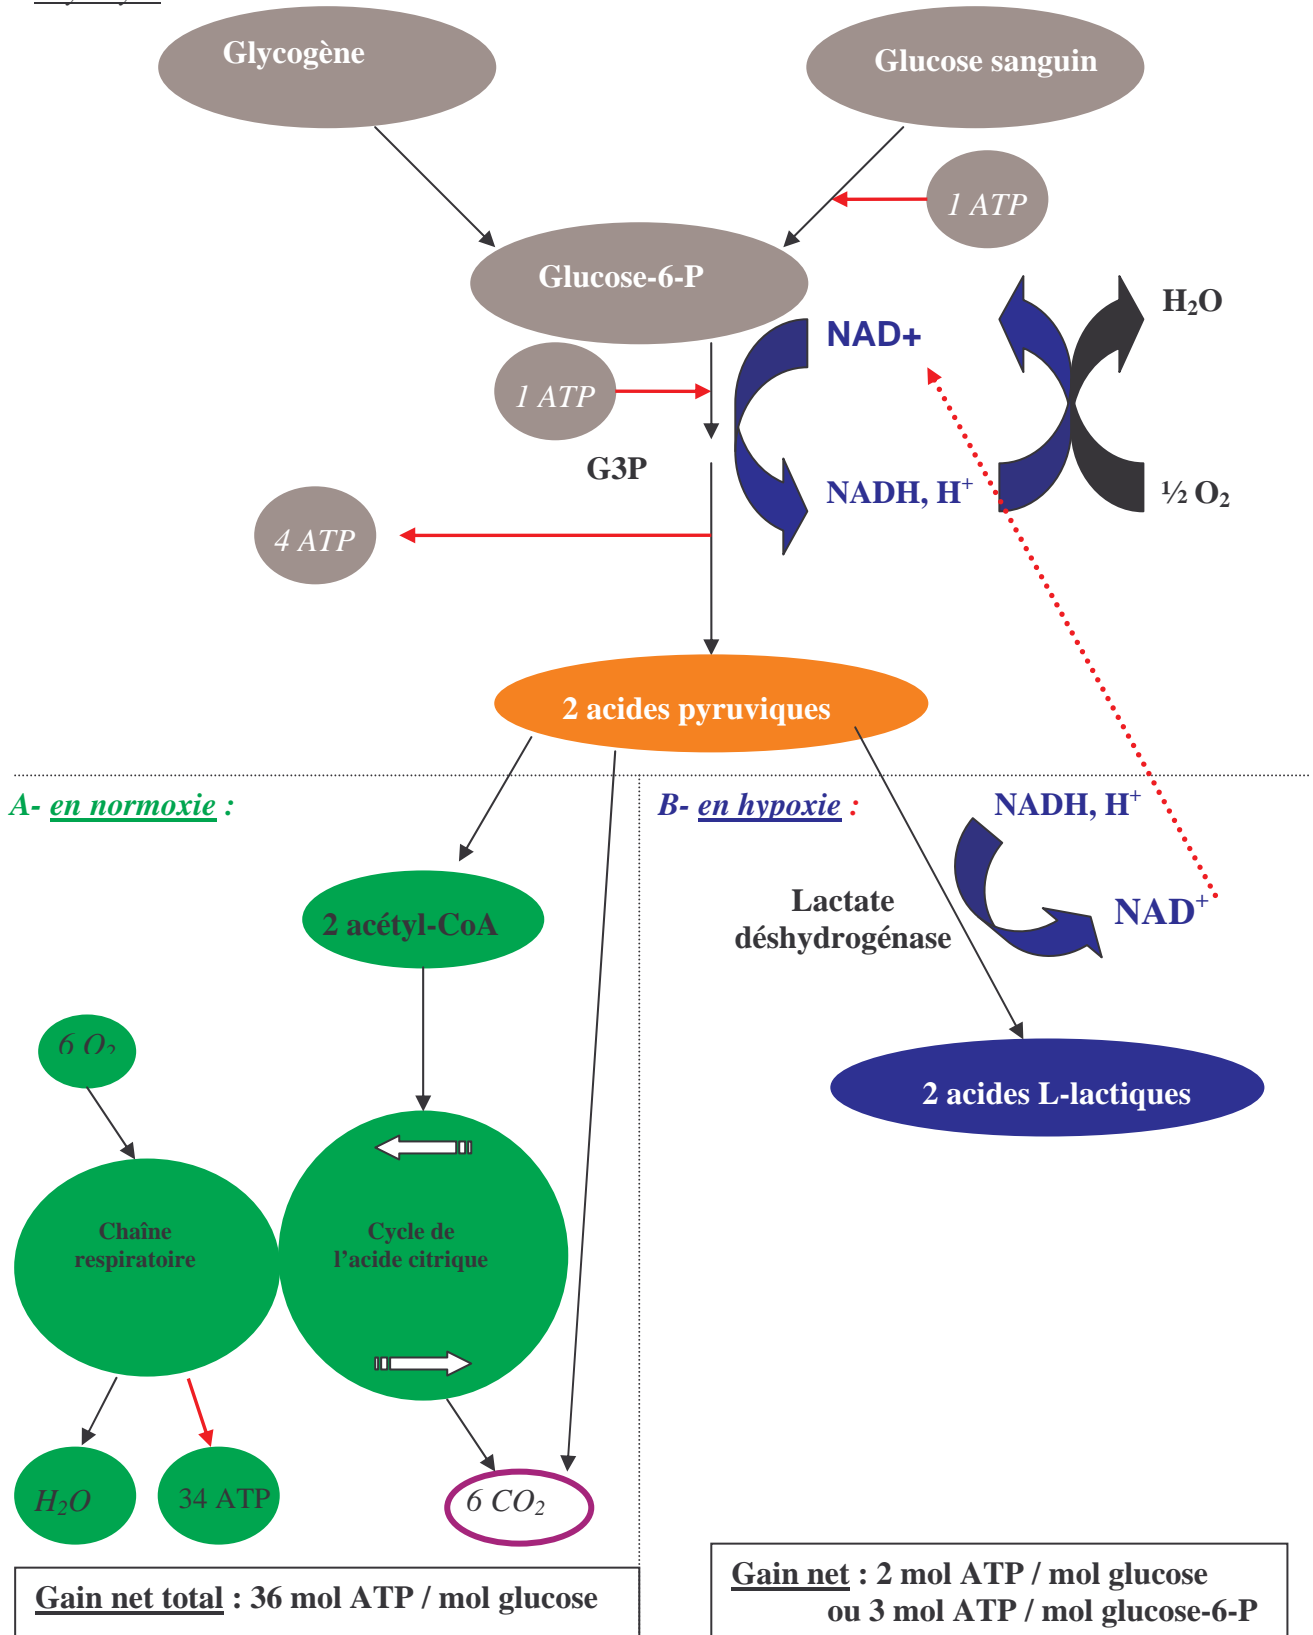 Glycogène
Glucose sanguin
1 ATP
Glucose-6-P
H₂O
NAD+
1 ATP
G3P
NADH, H⁺
½ O₂
4 ATP
2 acides pyruviques
A- en normoxie :
B- en hypoxie :
NADH, H⁺
2 acétyl-CoA
Lactate
déshydrogénase
NAD⁺
6 O₂
2 acides L-lactiques
Chaîne
respiratoire
Cycle de
l'acide citrique
H₂O
34 ATP
6 CO₂
Gain net total : 36 mol ATP / mol glucose
Gain net : 2 mol ATP / mol glucose
ou 3 mol ATP / mol glucose-6-P